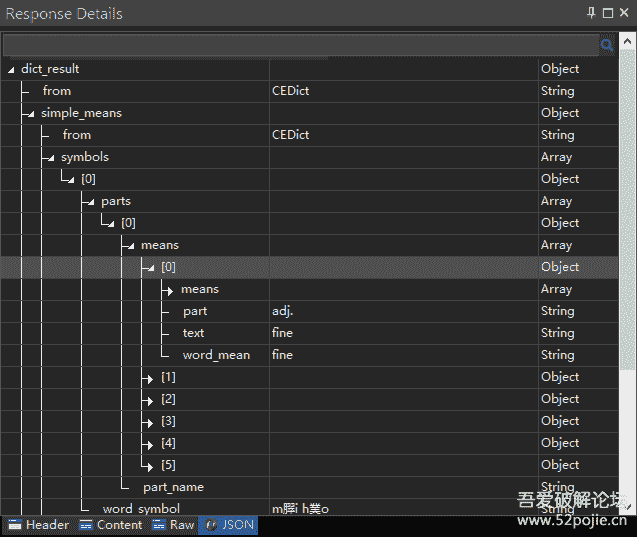 Response Details
dict_result Object
from CEDict String
simple_means Object
from CEDict String
symbols Array
[0] Object
parts Array
[0] Object
means Array
[0] Object
means Array
part adj. String
text fine String
word_mean fine String
[1] Object
[2] Object
[3] Object
[4] Object
[5] Object
part_name String
word_symbol String
吾爱破解论坛
www.52pojie.cn
Header Content Raw JSON